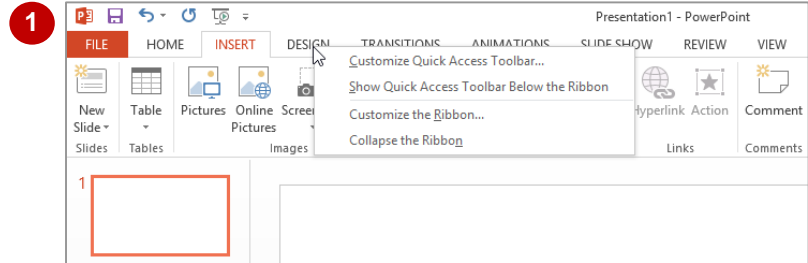 1
Presentation1 - PowerPoint
FILE HOME INSERT DESIGN TRANSITIONS ANIMATIONS SLIDE SHOW REVIEW VIEW
Customize Quick Access Toolbar...
Show Quick Access Toolbar Below the Ribbon
Customize the Ribbon...
Collapse the Ribbon
New Table Pictures Online Screen Hyperlink Action Comment
Slide Pictures
Slides Tables Images Links Comments
1